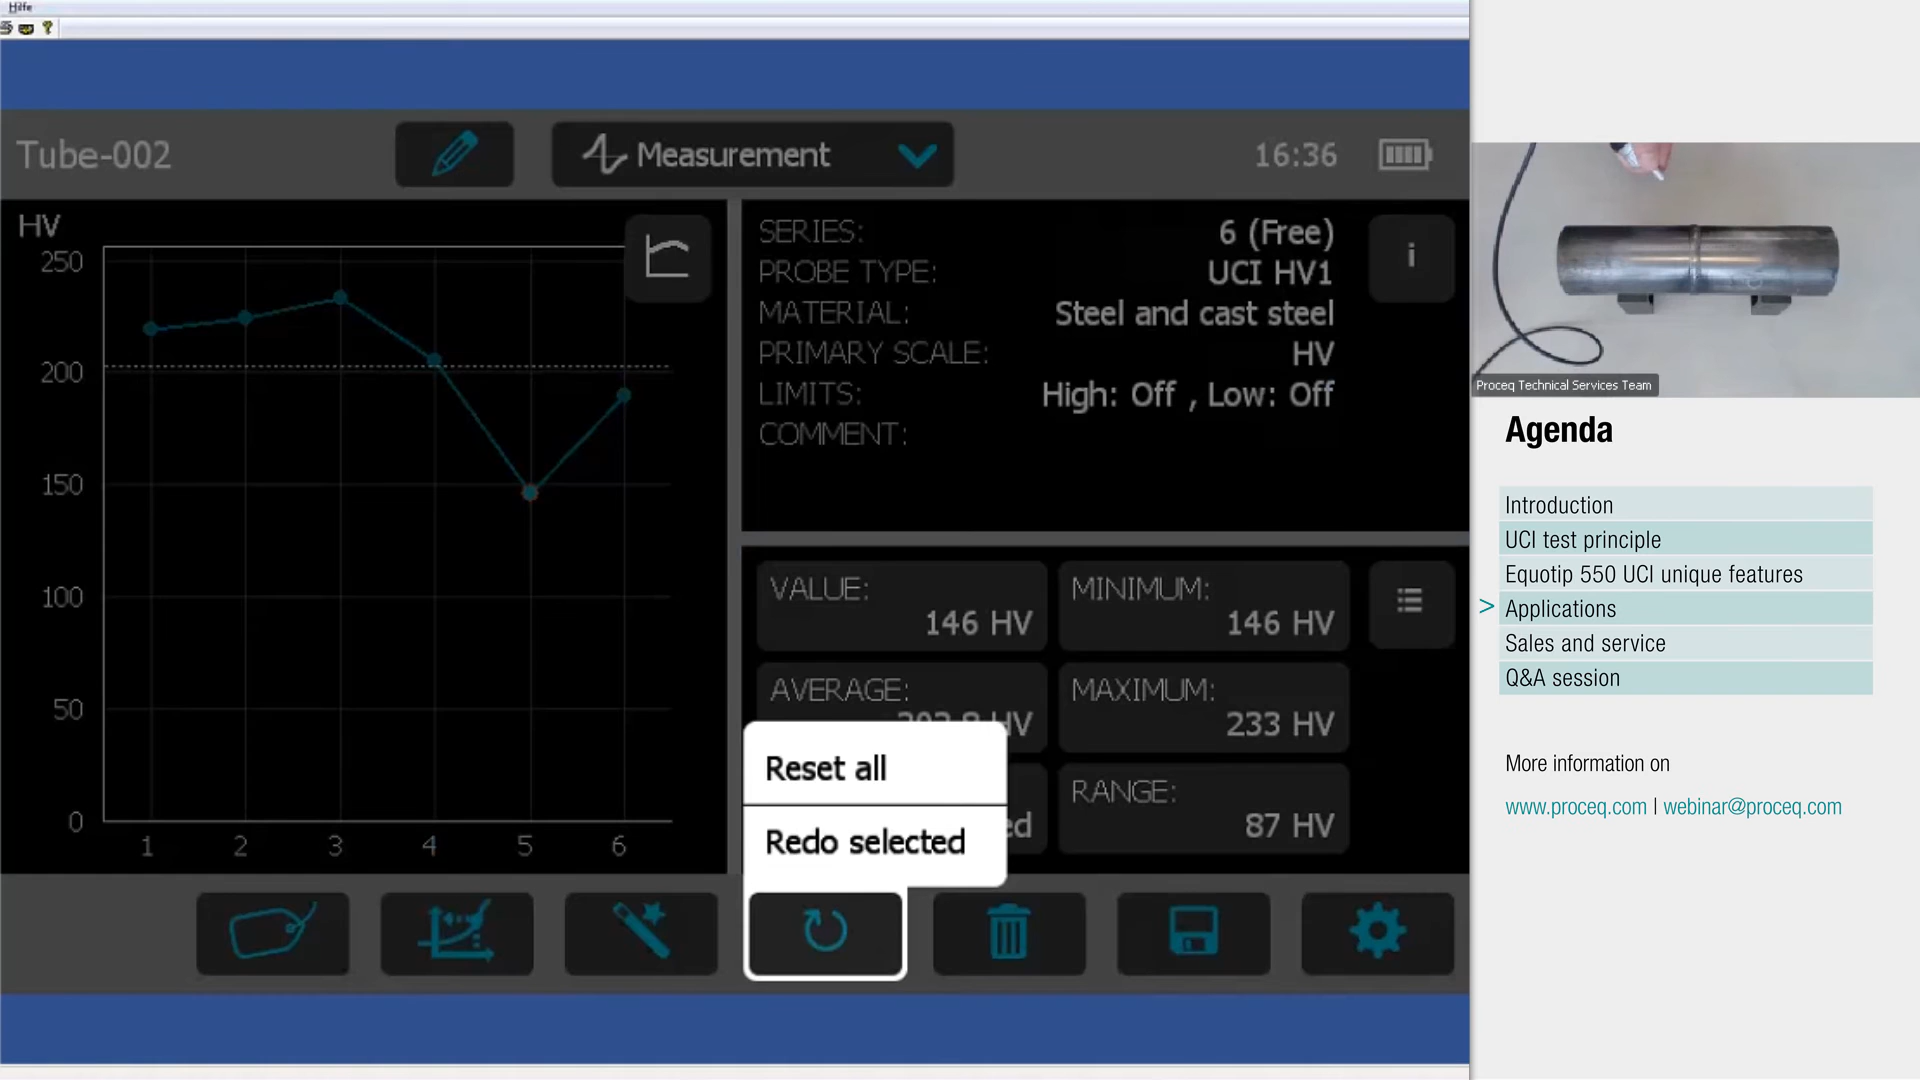 Hilfe
Tube-002
Measurement
16:36
HV
250
200
150
100
50
0
1 2 3 4 5 6
SERIES: 6 (Free)
PROBE TYPE: UCI HV1
MATERIAL: Steel and cast steel
PRIMARY SCALE: HV
LIMITS: High: Off , Low: Off
COMMENT:
i
VALUE: 146 HV
MINIMUM: 146 HV
AVERAGE: HV
MAXIMUM: 233 HV
RANGE: 87 HV
Reset all
Redo selected
Proceq Technical Services Team
Agenda
Introduction
UCI test principle
Equotip 550 UCI unique features
> Applications
Sales and service
Q&A session
More information on
www.proceq.com | webinar@proceq.com